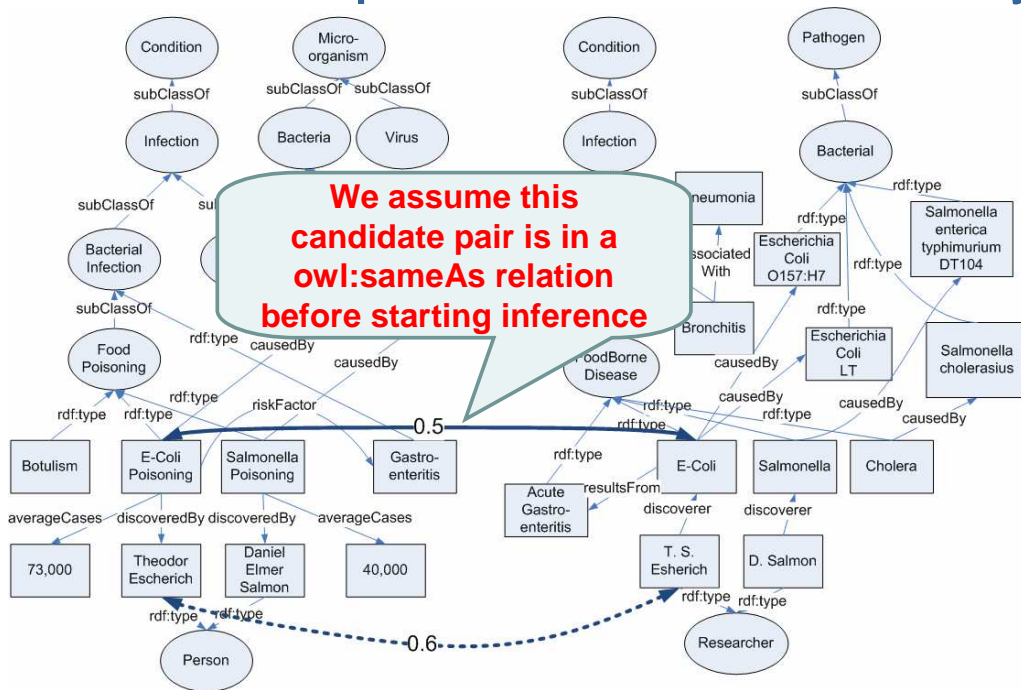 Condition
Micro-
organism
Condition
Pathogen
subClassOf
subClassOf
subClassOf
subClassOf
subClassOf
Infection
Bacteria
Virus
Infection
Bacterial
We assume this
candidate pair is in a
owl:sameAs relation
before starting inference
subClassOf
rdf:type
rdf:type
neumonia
Salmonella
enterica
typhimurium
DT104
Escherichia
Coli
O157:H7
Bacterial
Infection
ssociated
With
rdf:type
subClassOf
rdf:type
rdf:type
Bronchitis
Food
Poisoning
causedBy
FoodBorne
Disease
causedBy
Escherichia
Coli
LT
Salmonella
cholerasius
rdf:type
rdf:type
rdf:type
riskFactor
rdf:type
rdf:type
rdf:type
causedBy
causedBy
causedBy
0.5
Botulism
E-Coli
Poisoning
Salmonella
Poisoning
Gastro-
enteritis
rdf:type
E-Coli
Salmonella
Cholera
Acute
Gastro-
enteritis
resultsFrom
averageCases
discoveredBy
discoveredBy
averageCases
discoverer
discoverer
73,000
Theodor
Escherich
Daniel
Elmer
Salmon
40,000
T. S.
Esherich
D. Salmon
rdf:type
rdf:type
rdf:type
rdf:type
0.6
Person
Researcher